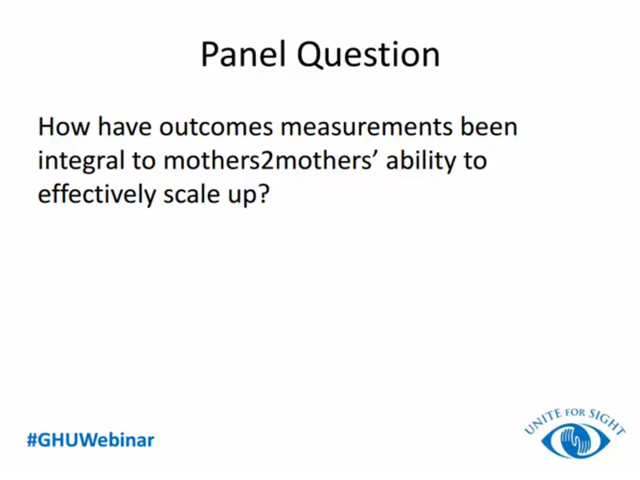 Panel Question
How have outcomes measurements been
integral to mothers2mothers’ ability to
effectively scale up?
UNITE FOR SIGHT
#GHUWebinar